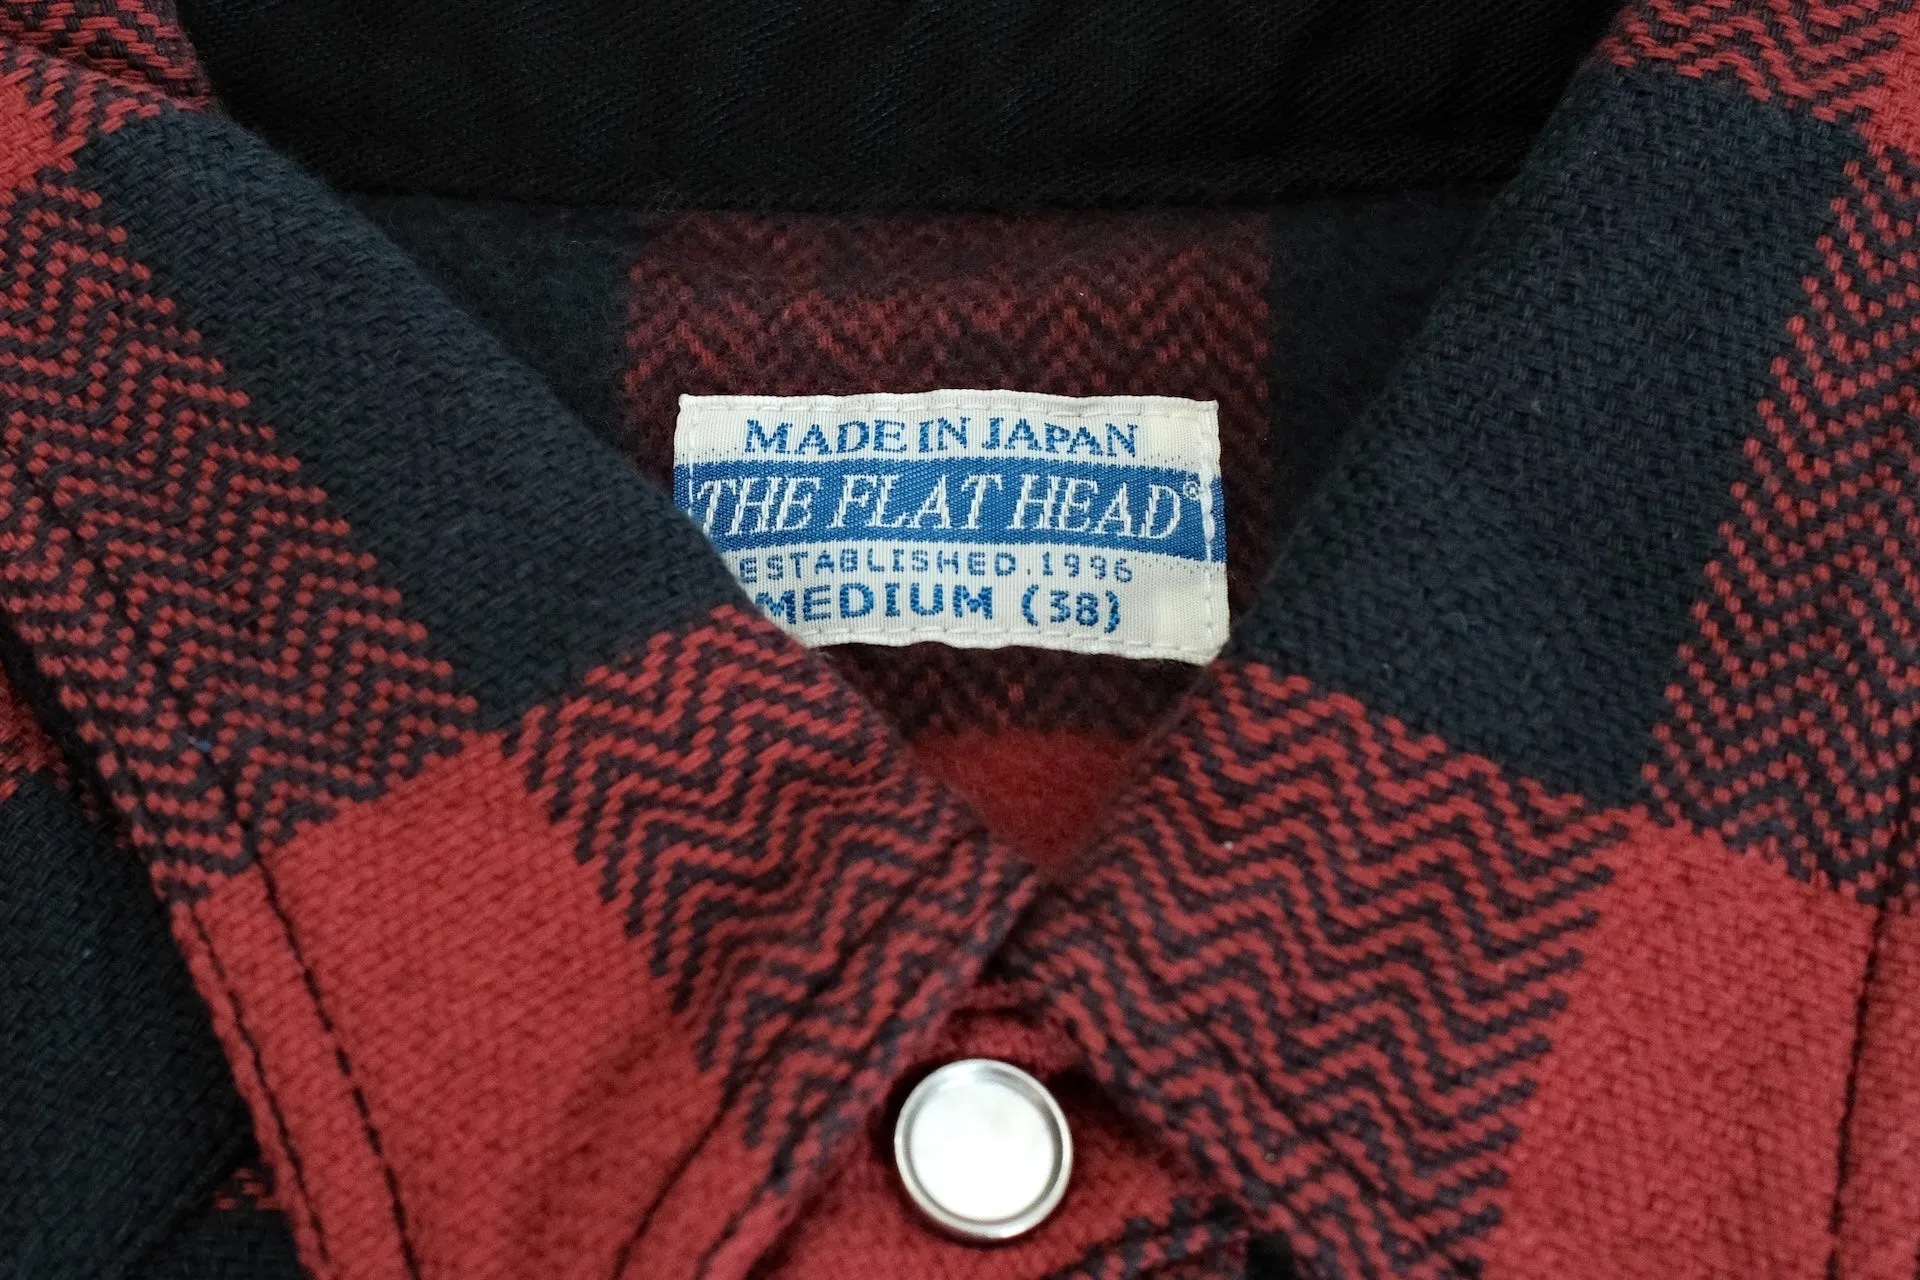 MADE IN JAPAN
THE FLAT HEAD®
ESTABLISHED.1996
MEDIUM (38)